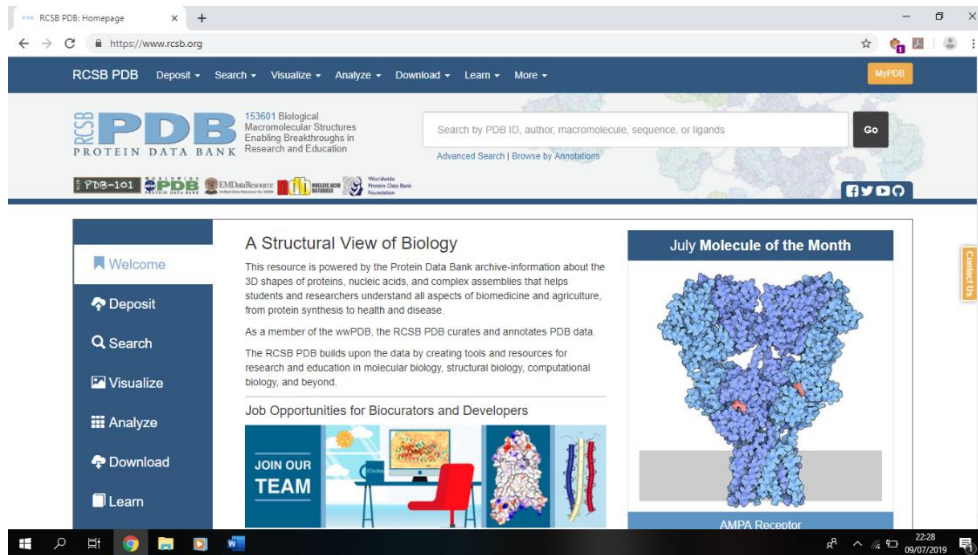 RCSB PDB: Homepage
https://www.rcsb.org
RCSB PDB Deposit Search Visualize Analyze Download Learn More MyPDB
RCSB PDB
PROTEIN DATA BANK
153601 Biological
Macromolecular Structures
Enabling Breakthroughs in
Research and Education
Search by PDB ID, author, macromolecule, sequence, or ligands
Go
Advanced Search | Browse by Annotations
PDB-101
PDB
EMDataResource
NUCLEIC ACID
DATABASE
Worldwide
Protein Data Bank
Foundation
Contact Us
Welcome
Deposit
Search
Visualize
Analyze
Download
Learn
A Structural View of Biology
This resource is powered by the Protein Data Bank archive-information about the
3D shapes of proteins, nucleic acids, and complex assemblies that helps
students and researchers understand all aspects of biomedicine and agriculture,
from protein synthesis to health and disease.
As a member of the wwPDB, the RCSB PDB curates and annotates PDB data.
The RCSB PDB builds upon the data by creating tools and resources for
research and education in molecular biology, structural biology, computational
biology, and beyond.
Job Opportunities for Biocurators and Developers
JOIN OUR
TEAM
July Molecule of the Month
AMPA Receptor
22:28
09/07/2019